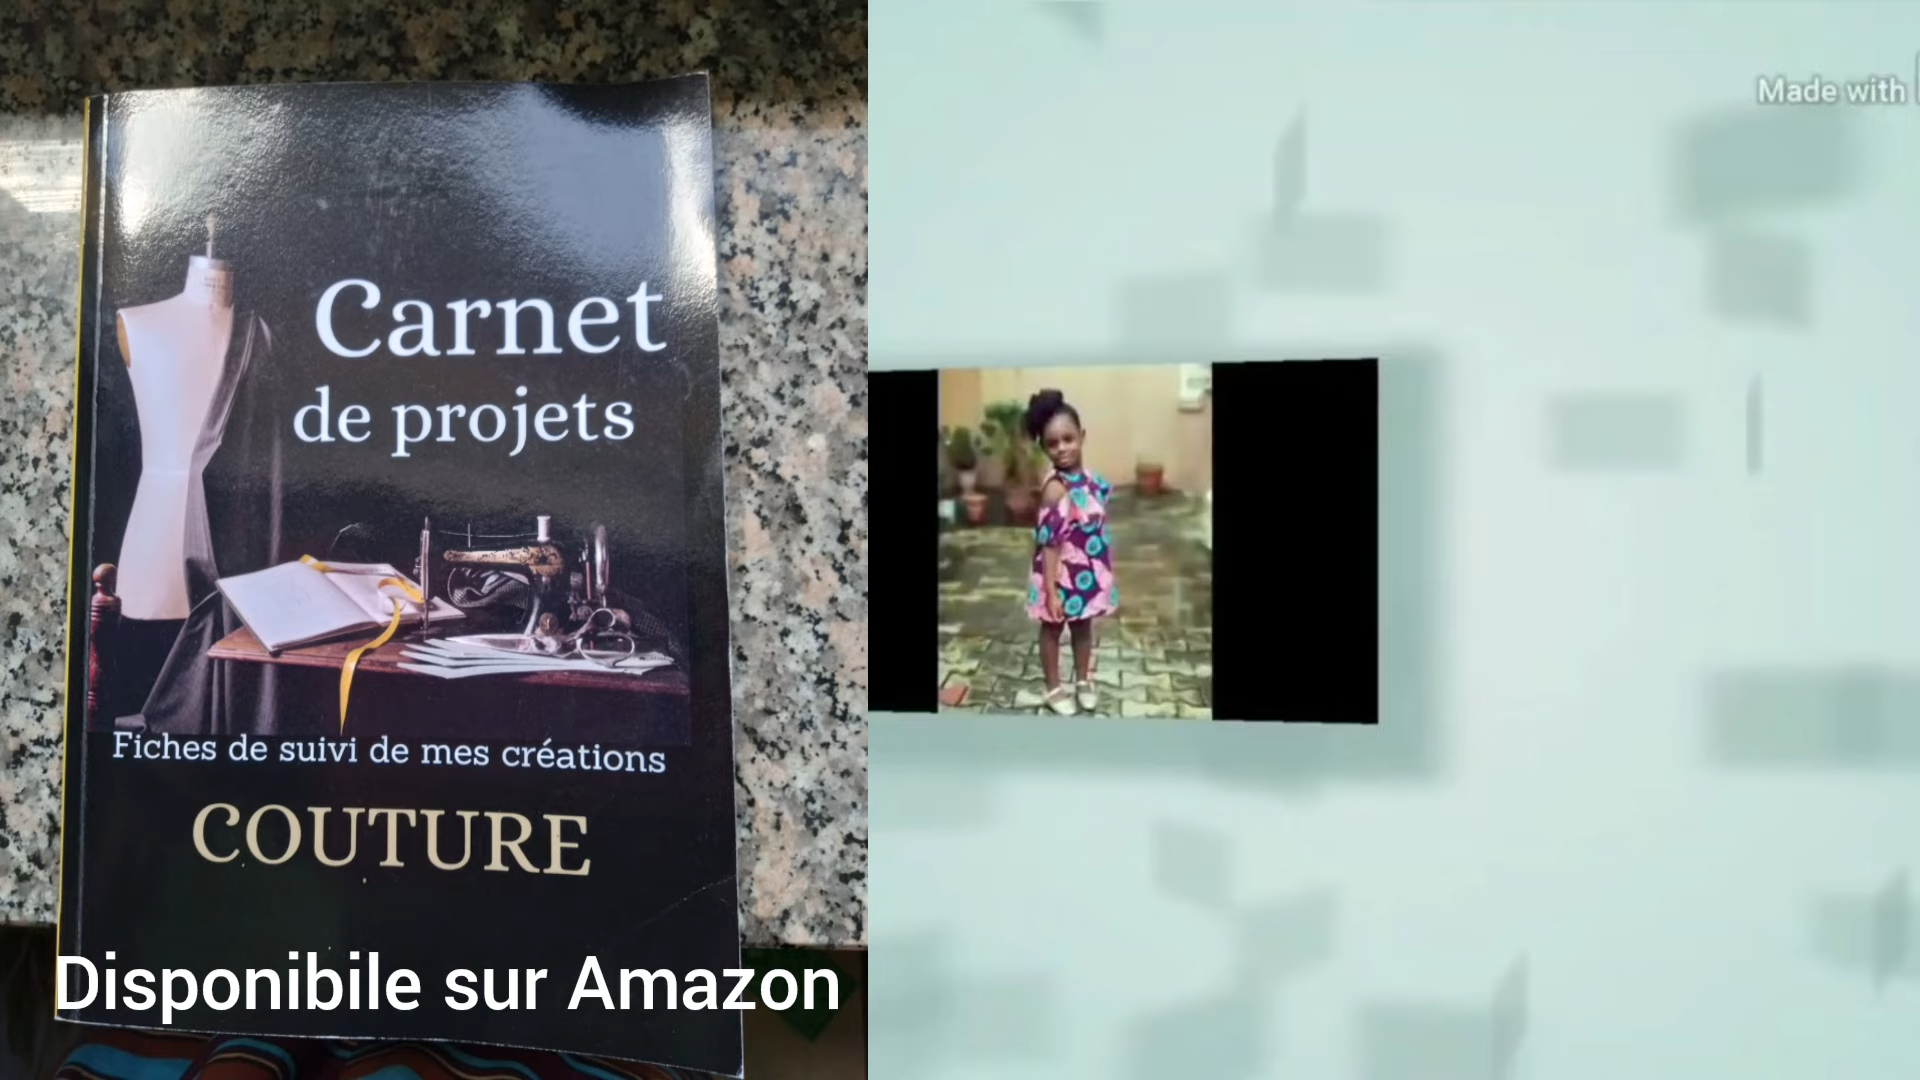 Carnet
de projets
Fiches de suivi de mes créations
COUTURE
Disponibile sur Amazon
Made with